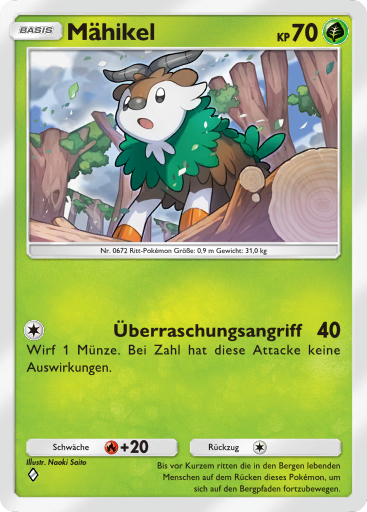 BASIS Mähikel KP 70
Nr. 0672 Ritt-Pokémon Größe: 0,9 m Gewicht: 31,0 kg
Überraschungsangriff 40
Wirf 1 Münze. Bei Zahl hat diese Attacke keine
Auswirkungen.
Schwäche +20 Rückzug
Illustr. Naoki Saito
Bis vor Kurzem ritten die in den Bergen lebenden
Menschen auf dem Rücken dieses Pokémon, um
sich auf den Bergpfaden fortzubewegen.